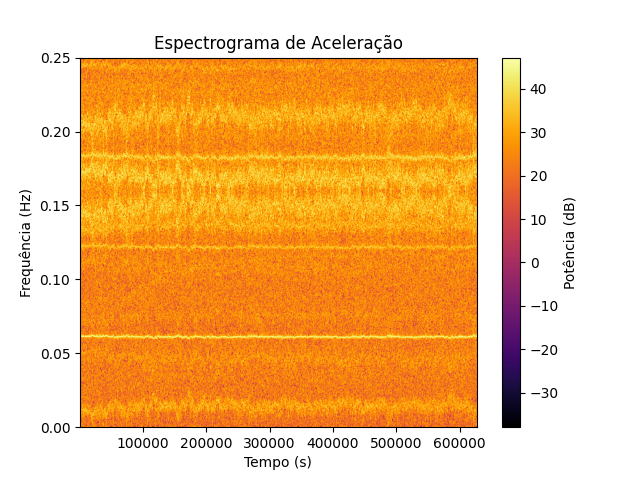 Espectrograma de Aceleração
0.25
0.20
0.15
0.10
0.05
0.00
Frequência (Hz)
100000 200000 300000 400000 500000 600000
Tempo (s)
40
30
20
10
0
−10
−20
−30
Potência (dB)